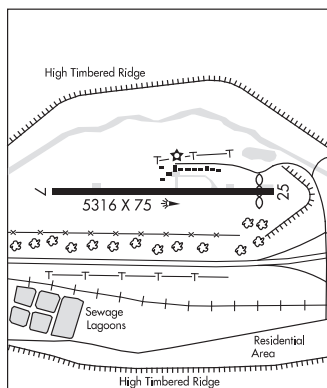 High Timbered Ridge
7
25
5316 X 75
Sewage
Lagoons
Residential
Area
High Timbered Ridge